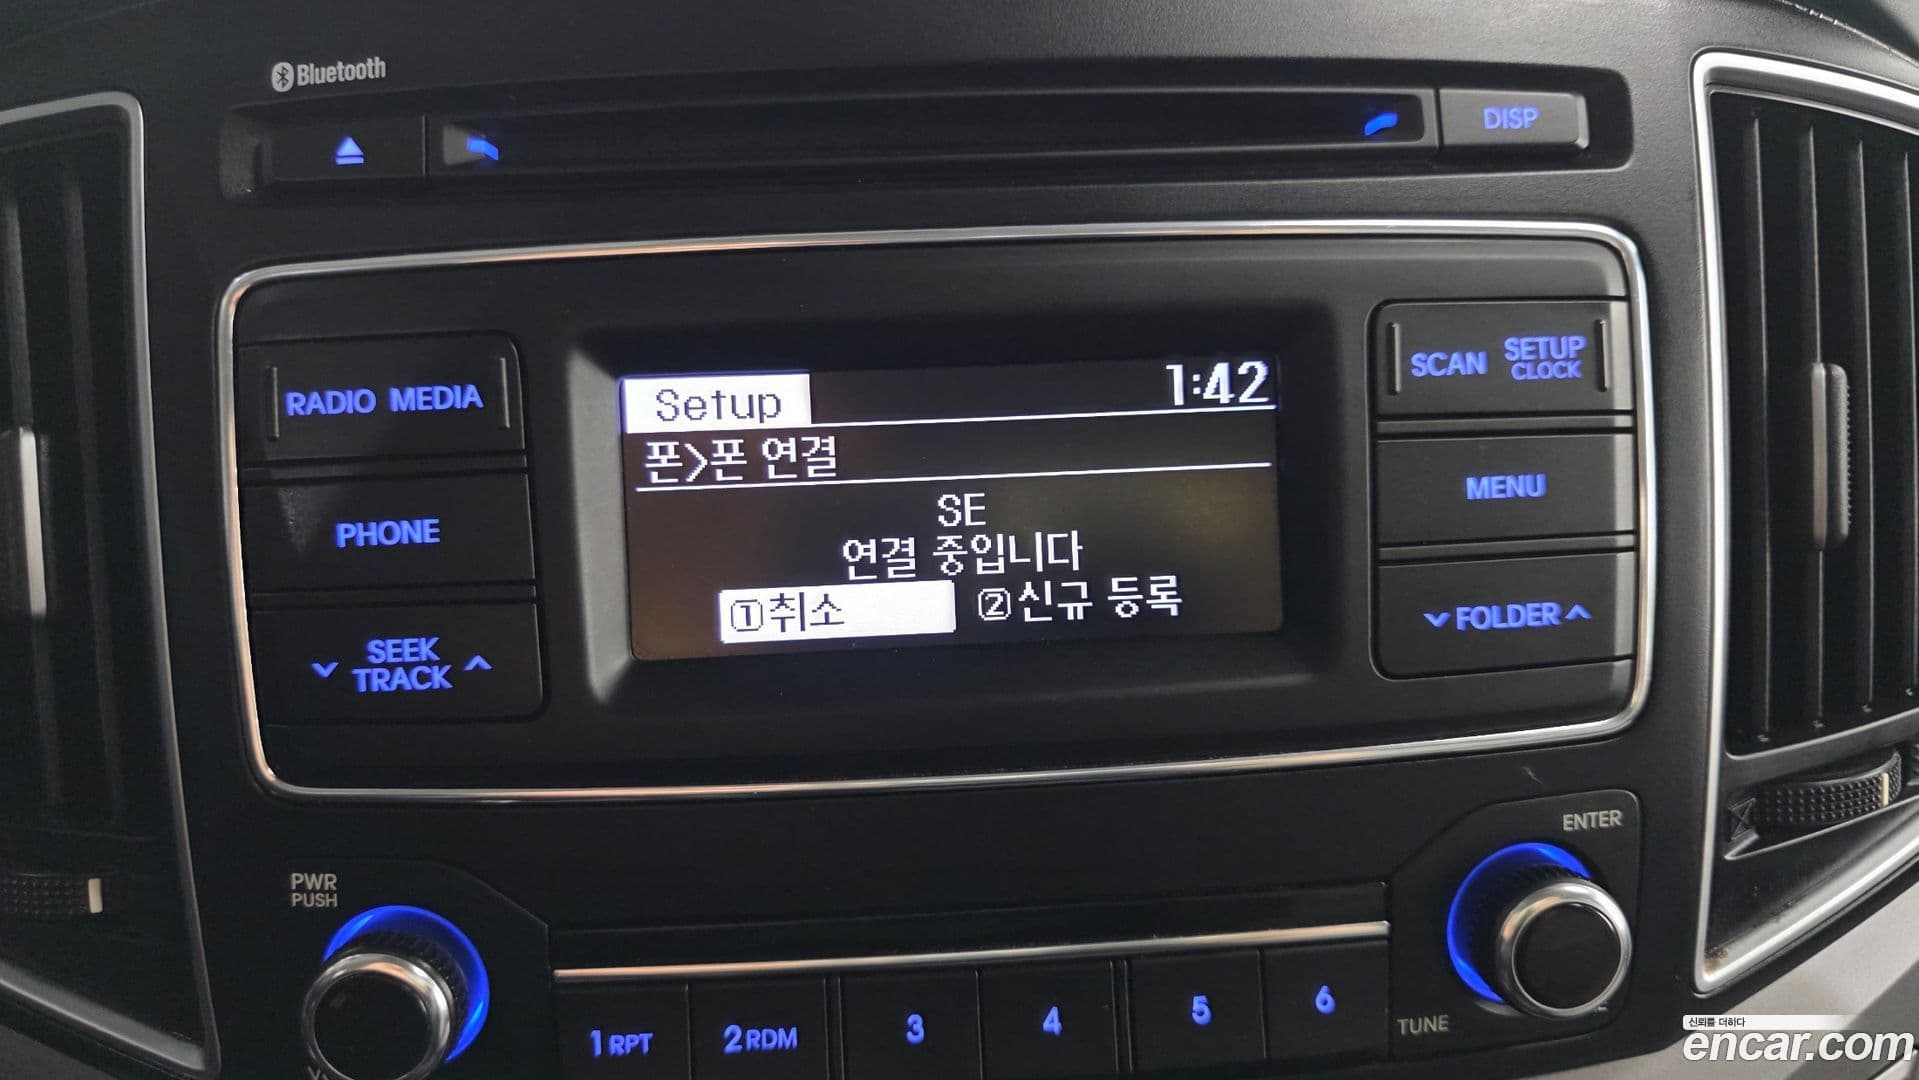 Bluetooth
DISP
RADIO MEDIA
PHONE
SEEK
TRACK
Setup 1:42
폰>폰 연결
SE
연결 중입니다
①취소 ②신규 등록
SCAN SETUP
CLOCK
MENU
FOLDER
PWR
PUSH
1 RPT
2 RDM
3
4
5
6
ENTER
TUNE
신뢰를 더하다
encar.com